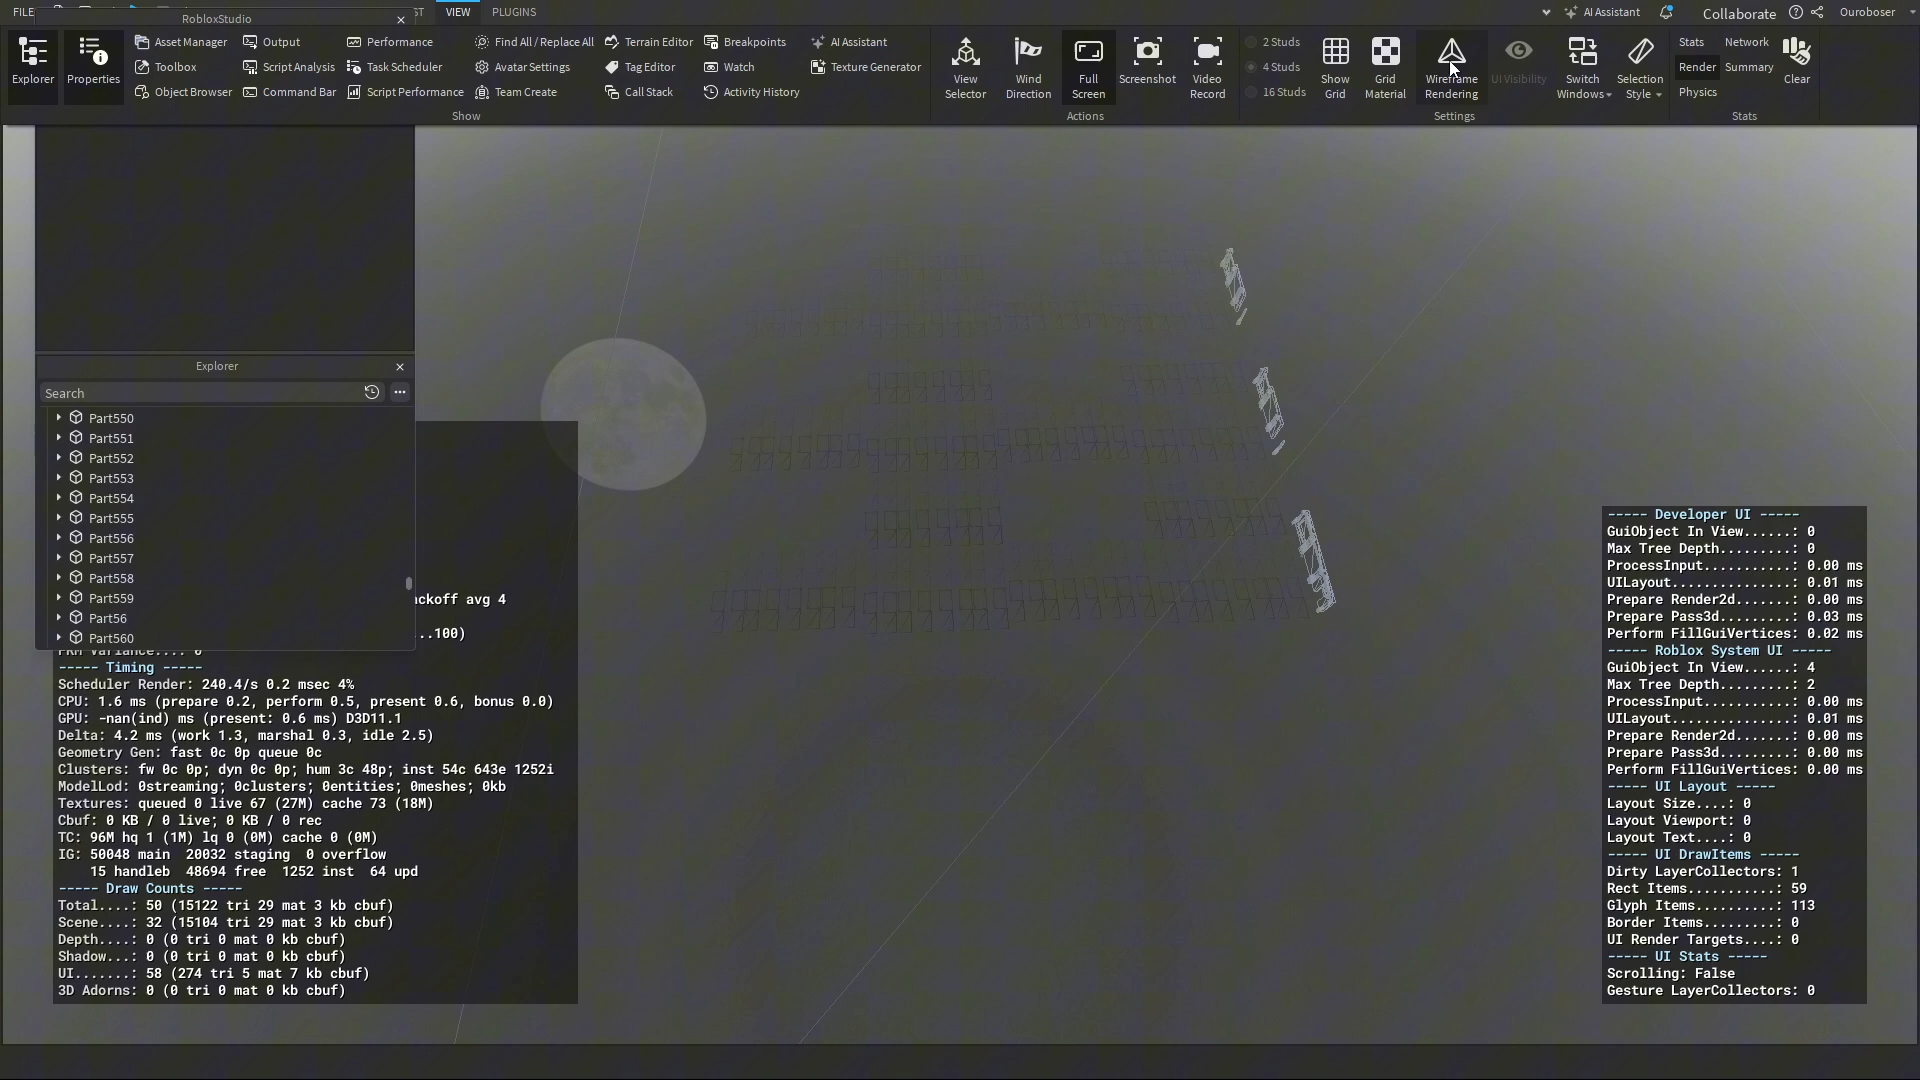 FILE
RobloxStudio
ST
VIEW
PLUGINS
AI Assistant
Collaborate
Ouroboser
Explorer
Properties
Asset Manager
Toolbox
Object Browser
Output
Script Analysis
Command Bar
Performance
Task Scheduler
Script Performance
Find All / Replace All
Avatar Settings
Team Create
Terrain Editor
Tag Editor
Call Stack
Breakpoints
Watch
Activity History
AI Assistant
Texture Generator
Show
View
Selector
Wind
Direction
Full
Screen
Screenshot
Video
Record
Actions
2 Studs
4 Studs
16 Studs
Show
Grid
Grid
Material
Wireframe
Rendering
UI Visibility
Switch
Windows
Selection
Style
Settings
Stats
Network
Render
Summary
Physics
Clear
Stats
Explorer
Search
Part550
Part551
Part552
Part553
Part554
Part555
Part556
Part557
Part558
Part559
Part56
Part560
ckoff avg 4
..100)
FRM Variance....: 0
----- Timing -----
Scheduler Render: 240.4/s 0.2 msec 4%
CPU: 1.6 ms (prepare 0.2, perform 0.5, present 0.6, bonus 0.0)
GPU: -nan(ind) ms (present: 0.6 ms) D3D11.1
Delta: 4.2 ms (work 1.3, marshal 0.3, idle 2.5)
Geometry Gen: fast 0c 0p queue 0c
Clusters: fw 0c 0p; dyn 0c 0p; hum 3c 48p; inst 54c 643e 1252i
ModelLod: 0streaming; 0clusters; 0entities; 0meshes; 0kb
Textures: queued 0 live 67 (27M) cache 73 (18M)
Cbuf: 0 KB / 0 live; 0 KB / 0 rec
TC: 96M hq 1 (1M) lq 0 (0M) cache 0 (0M)
IG: 50048 main  20032 staging  0 overflow
15 handleb  48694 free  1252 inst  64 upd
----- Draw Counts -----
Total....: 50 (15122 tri 29 mat 3 kb cbuf)
Scene....: 32 (15104 tri 29 mat 3 kb cbuf)
Depth....: 0 (0 tri 0 mat 0 kb cbuf)
Shadow...: 0 (0 tri 0 mat 0 kb cbuf)
UI.......: 58 (274 tri 5 mat 7 kb cbuf)
3D Adorns: 0 (0 tri 0 mat 0 kb cbuf)
----- Developer UI -----
GuiObject In View......: 0
Max Tree Depth.........: 0
ProcessInput...........: 0.00 ms
UILayout...............: 0.01 ms
Prepare Render2d.......: 0.00 ms
Prepare Pass3d.........: 0.03 ms
Perform FillGuiVertices: 0.02 ms
----- Roblox System UI -----
GuiObject In View......: 4
Max Tree Depth.........: 2
ProcessInput...........: 0.00 ms
UILayout...............: 0.01 ms
Prepare Render2d.......: 0.00 ms
Prepare Pass3d.........: 0.00 ms
Perform FillGuiVertices: 0.00 ms
----- UI Layout -----
Layout Size....: 0
Layout Viewport: 0
Layout Text....: 0
----- UI DrawItems -----
Dirty LayerCollectors: 1
Rect Items...........: 59
Glyph Items..........: 113
Border Items.........: 0
UI Render Targets....: 0
----- UI Stats -----
Scrolling: False
Gesture LayerCollectors: 0